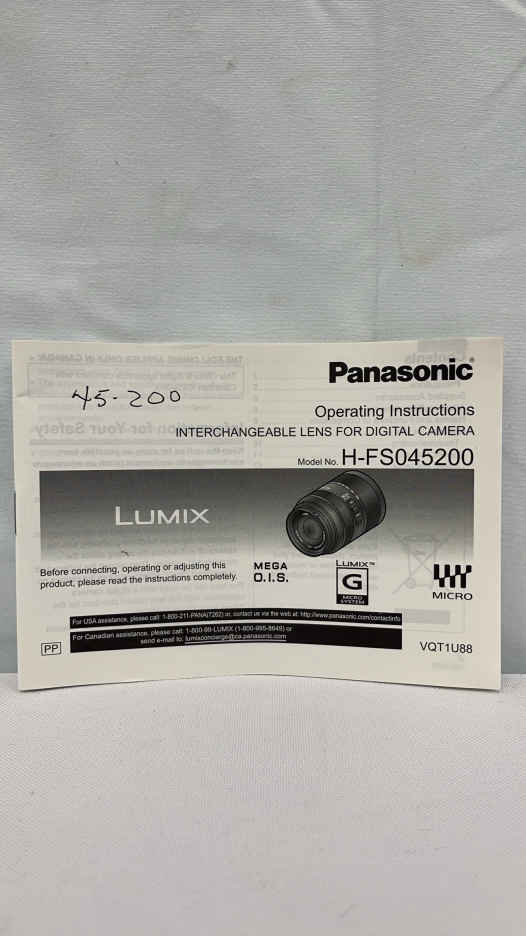 Panasonic®
45-200
Operating Instructions
INTERCHANGEABLE LENS FOR DIGITAL CAMERA
Model No. H-FS045200
LUMIX
Before connecting, operating or adjusting this
product, please read the instructions completely.
MEGA
O.I.S.
LUMIX™
G
MICRO
SYSTEM
MICRO
For USA assistance, please call: 1-800-211-PANA(7262) or, contact us via the web at: http://www.panasonic.com/contactinfo
For Canadian assistance, please call: 1-800-99-LUMIX (1-800-995-8649) or
send e-mail to: lumixconcierge@ca.panasonic.com
PP
VQT1U88